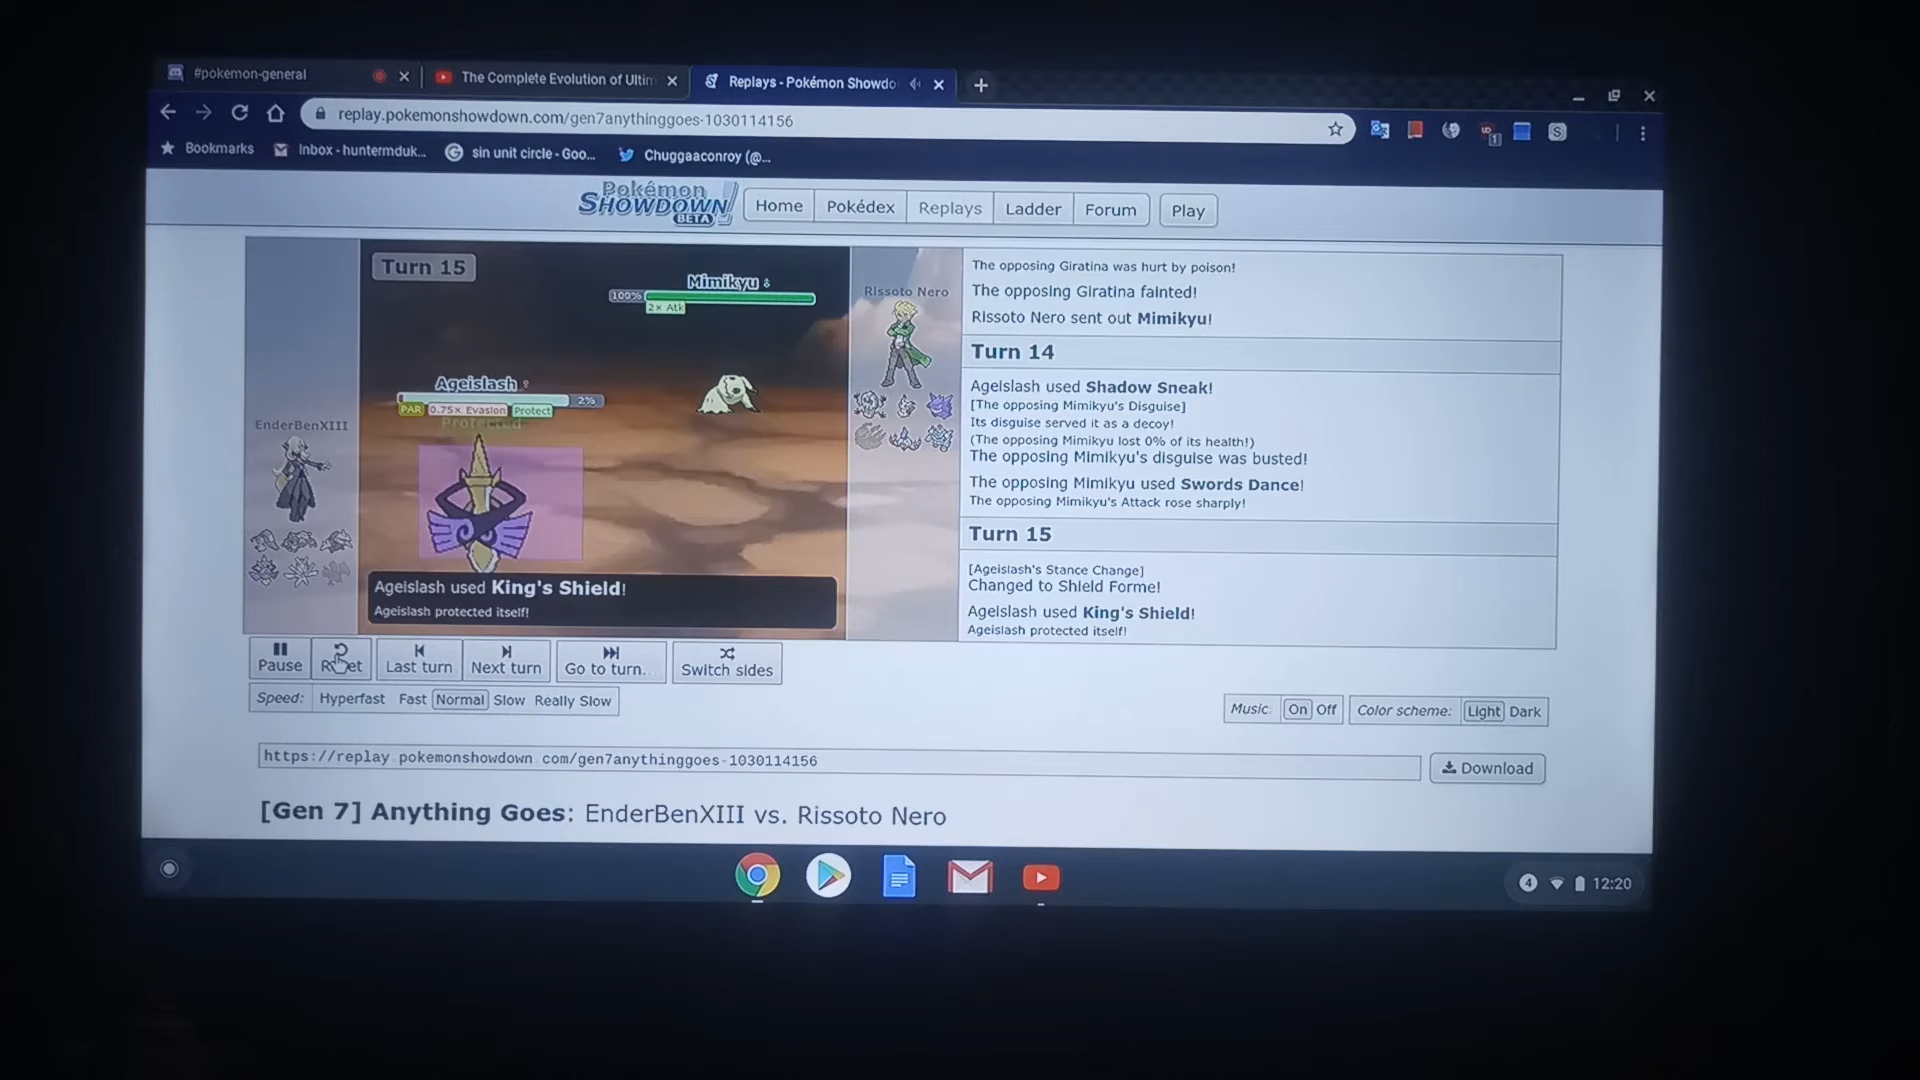 #pokemon-general
The Complete Evolution of Ultim
Replays - Pokémon Showdo
replay.pokemonshowdown.com/gen7anythinggoes-1030114156
Bookmarks
Inbox - huntermduk...
sin unit circle - Goo...
Chuggaaconroy (@...
Pokémon
SHOWDOWN
BETA
Home
Pokédex
Replays
Ladder
Forum
Play
Turn 15
Mimikyu
100%
2× Atk
Ageislash
2%
PAR
0.75× Evasion
Protect
Protected
EnderBenXIII
Rissoto Nero
Ageislash used King's Shield!
Ageislash protected itself!
The opposing Giratina was hurt by poison!
The opposing Giratina fainted!
Rissoto Nero sent out Mimikyu!
Turn 14
Ageislash used Shadow Sneak!
[The opposing Mimikyu's Disguise]
Its disguise served it as a decoy!
(The opposing Mimikyu lost 0% of its health!)
The opposing Mimikyu's disguise was busted!
The opposing Mimikyu used Swords Dance!
The opposing Mimikyu's Attack rose sharply!
Turn 15
[Ageislash's Stance Change]
Changed to Shield Forme!
Ageislash used King's Shield!
Ageislash protected itself!
Pause
Last turn
Next turn
Go to turn...
Switch sides
Speed:
Hyperfast
Fast
Normal
Slow
Really Slow
Music:
On
Off
Color scheme:
Light
Dark
https://replay.pokemonshowdown.com/gen7anythinggoes-1030114156
Download
[Gen 7] Anything Goes: EnderBenXIII vs. Rissoto Nero
4
12:20